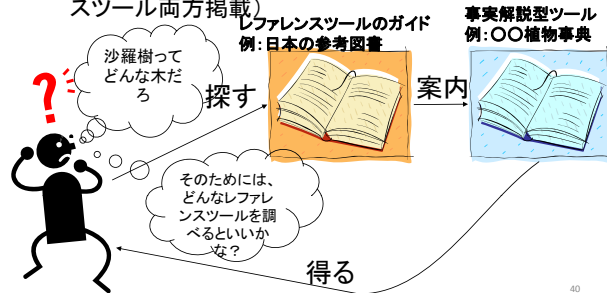 スツール両方掲載）
レファレンスツールのガイド
例：日本の参考図書
事実解説型ツール
例：〇〇植物事典
沙羅樹って
どんな木だ
ろ
?
探す
案内
そのためには、
どんなレファレ
ンスツールを調
べるといいか
な？
得る
40